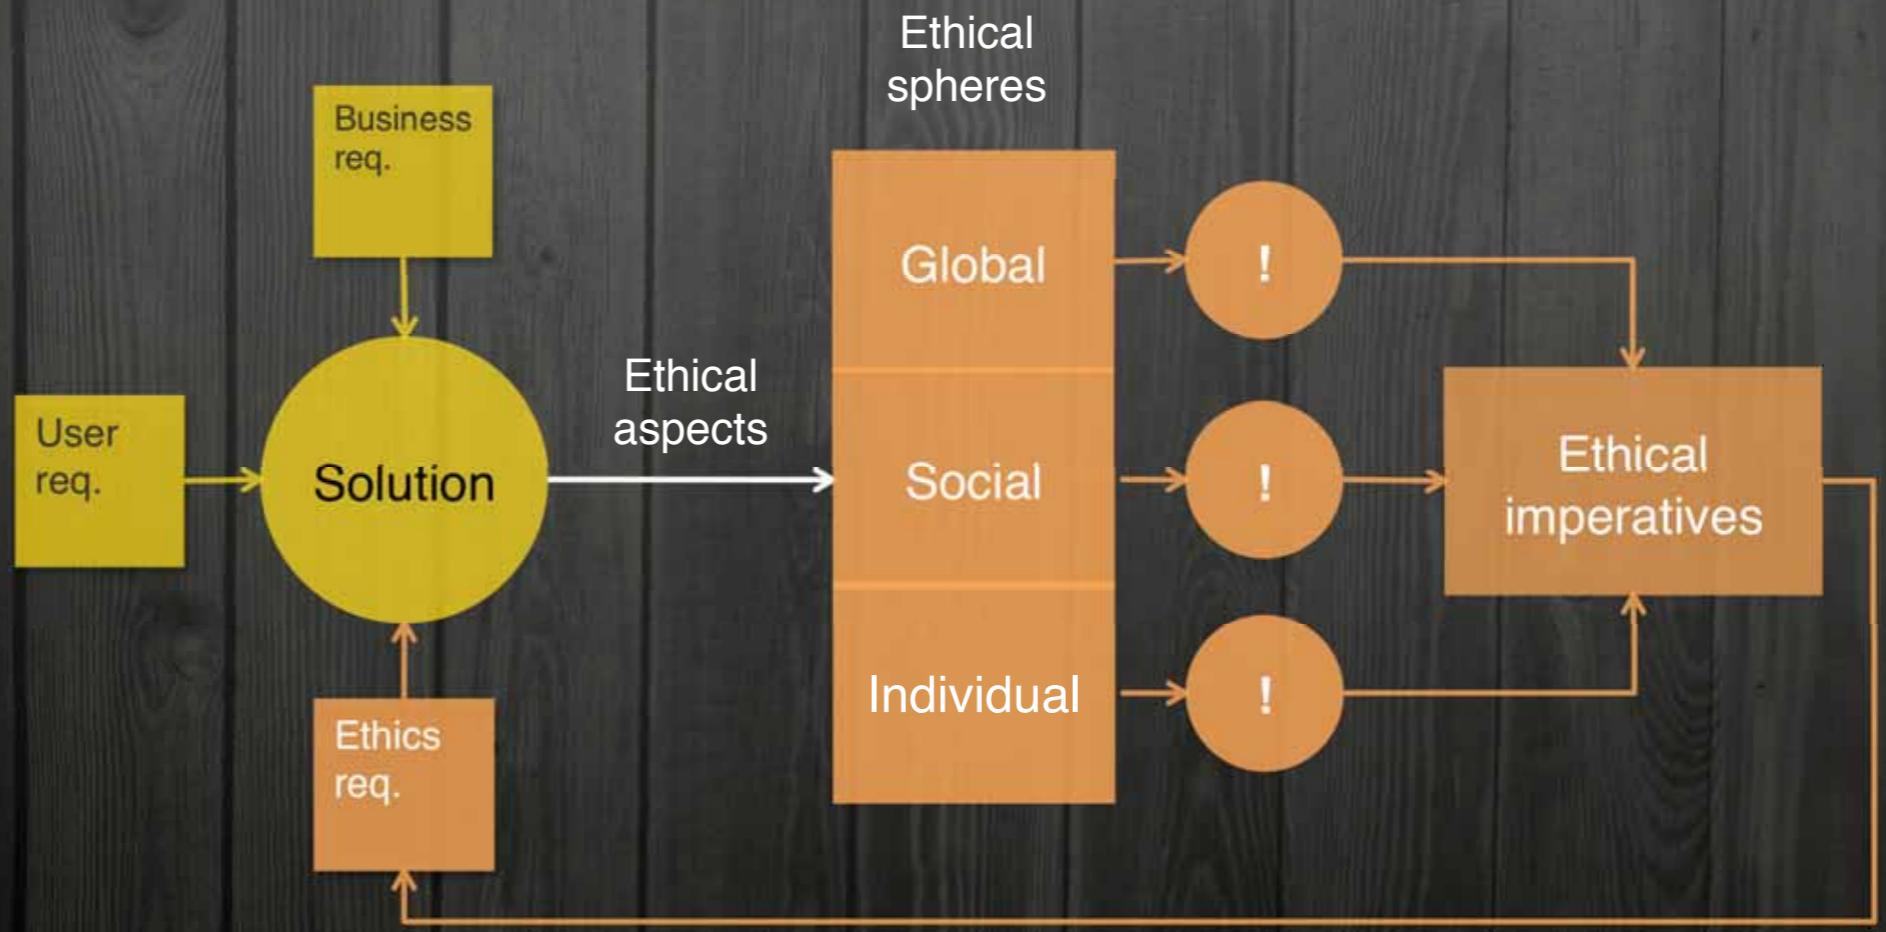 Ethical
spheres
Business
req.
Global
!
Ethical
aspects
User
req.
Solution
Social
!
Ethical
imperatives
Individual
!
Ethics
req.